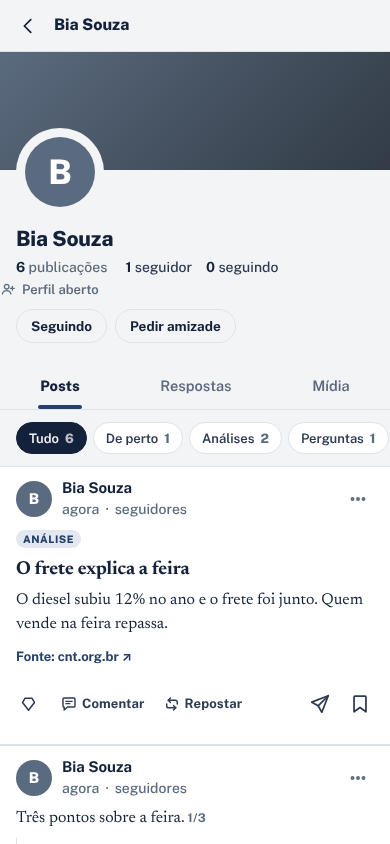 Bia Souza
B
Bia Souza
6 publicações 1 seguidor 0 seguindo
Perfil aberto
Seguindo Pedir amizade
Posts Respostas Mídia
Tudo 6 De perto 1 Análises 2 Perguntas 1
B Bia Souza
agora · seguidores
ANÁLISE
O frete explica a feira
O diesel subiu 12% no ano e o frete foi junto. Quem
vende na feira repassa.
Fonte: cnt.org.br ↗
Comentar Repostar
B Bia Souza
agora · seguidores
Três pontos sobre a feira. 1/3